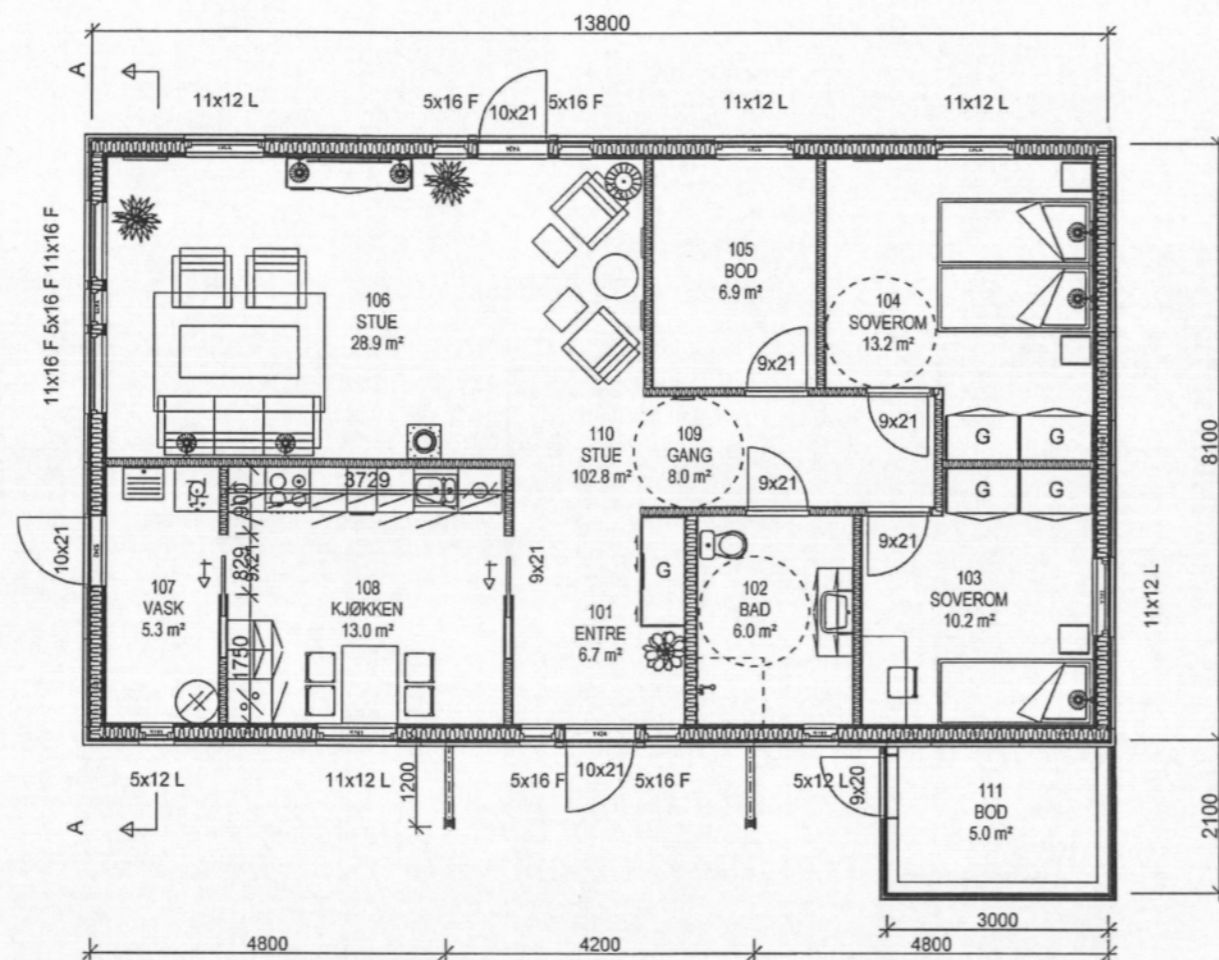 13800
A
11x12 L
5x16 F
10x21
5x16 F
11x12 L
11x12 L
11x16 F 5x16 F 11x16 F
106
STUE
28.9 m²
105
BOD
6.9 m²
9x21
104
SOVEROM
13.2 m²
9x21
G
G
G
G
8100
110
STUE
102.8 m²
109
GANG
8.0 m²
9x21
9x21
3729
900
829
9x21
1750
10x21
107
VASK
5.3 m²
108
KJØKKEN
13.0 m²
9x21
G
101
ENTRE
6.7 m²
102
BAD
6.0 m²
103
SOVEROM
10.2 m²
11x12 L
5x12 L
11x12 L
1200
5x16 F
10x21
5x16 F
5x12 L
9x20
A
111
BOD
5.0 m²
2100
3000
4800
4200
4800